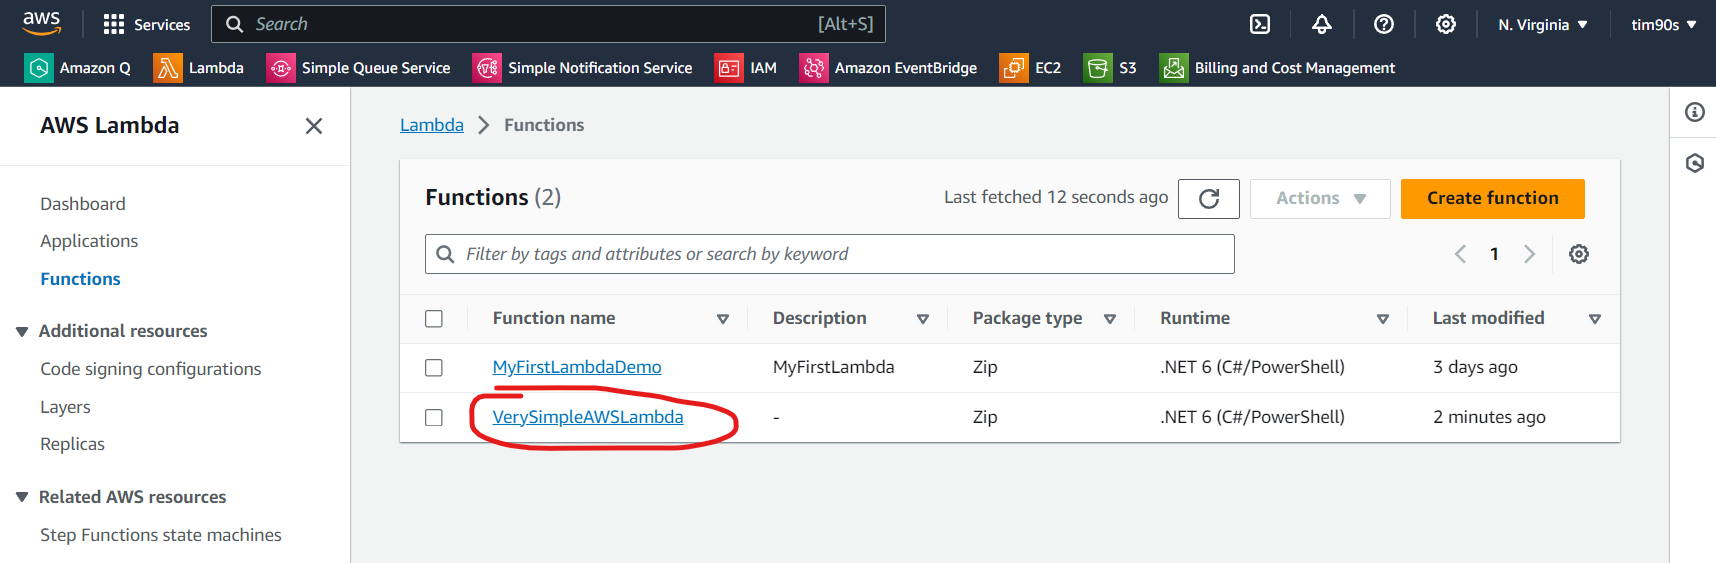 aws Services Search [Alt+S] N. Virginia tim90s
Amazon Q Lambda Simple Queue Service Simple Notification Service IAM Amazon EventBridge EC2 S3 Billing and Cost Management
AWS Lambda
Dashboard
Applications
Functions
Additional resources
Code signing configurations
Layers
Replicas
Related AWS resources
Step Functions state machines
Lambda Functions
Functions (2) Last fetched 12 seconds ago Actions Create function
Filter by tags and attributes or search by keyword 1
Function name Description Package type Runtime Last modified
MyFirstLambdaDemo MyFirstLambda Zip .NET 6 (C#/PowerShell) 3 days ago
VerySimpleAWSLambda - Zip .NET 6 (C#/PowerShell) 2 minutes ago